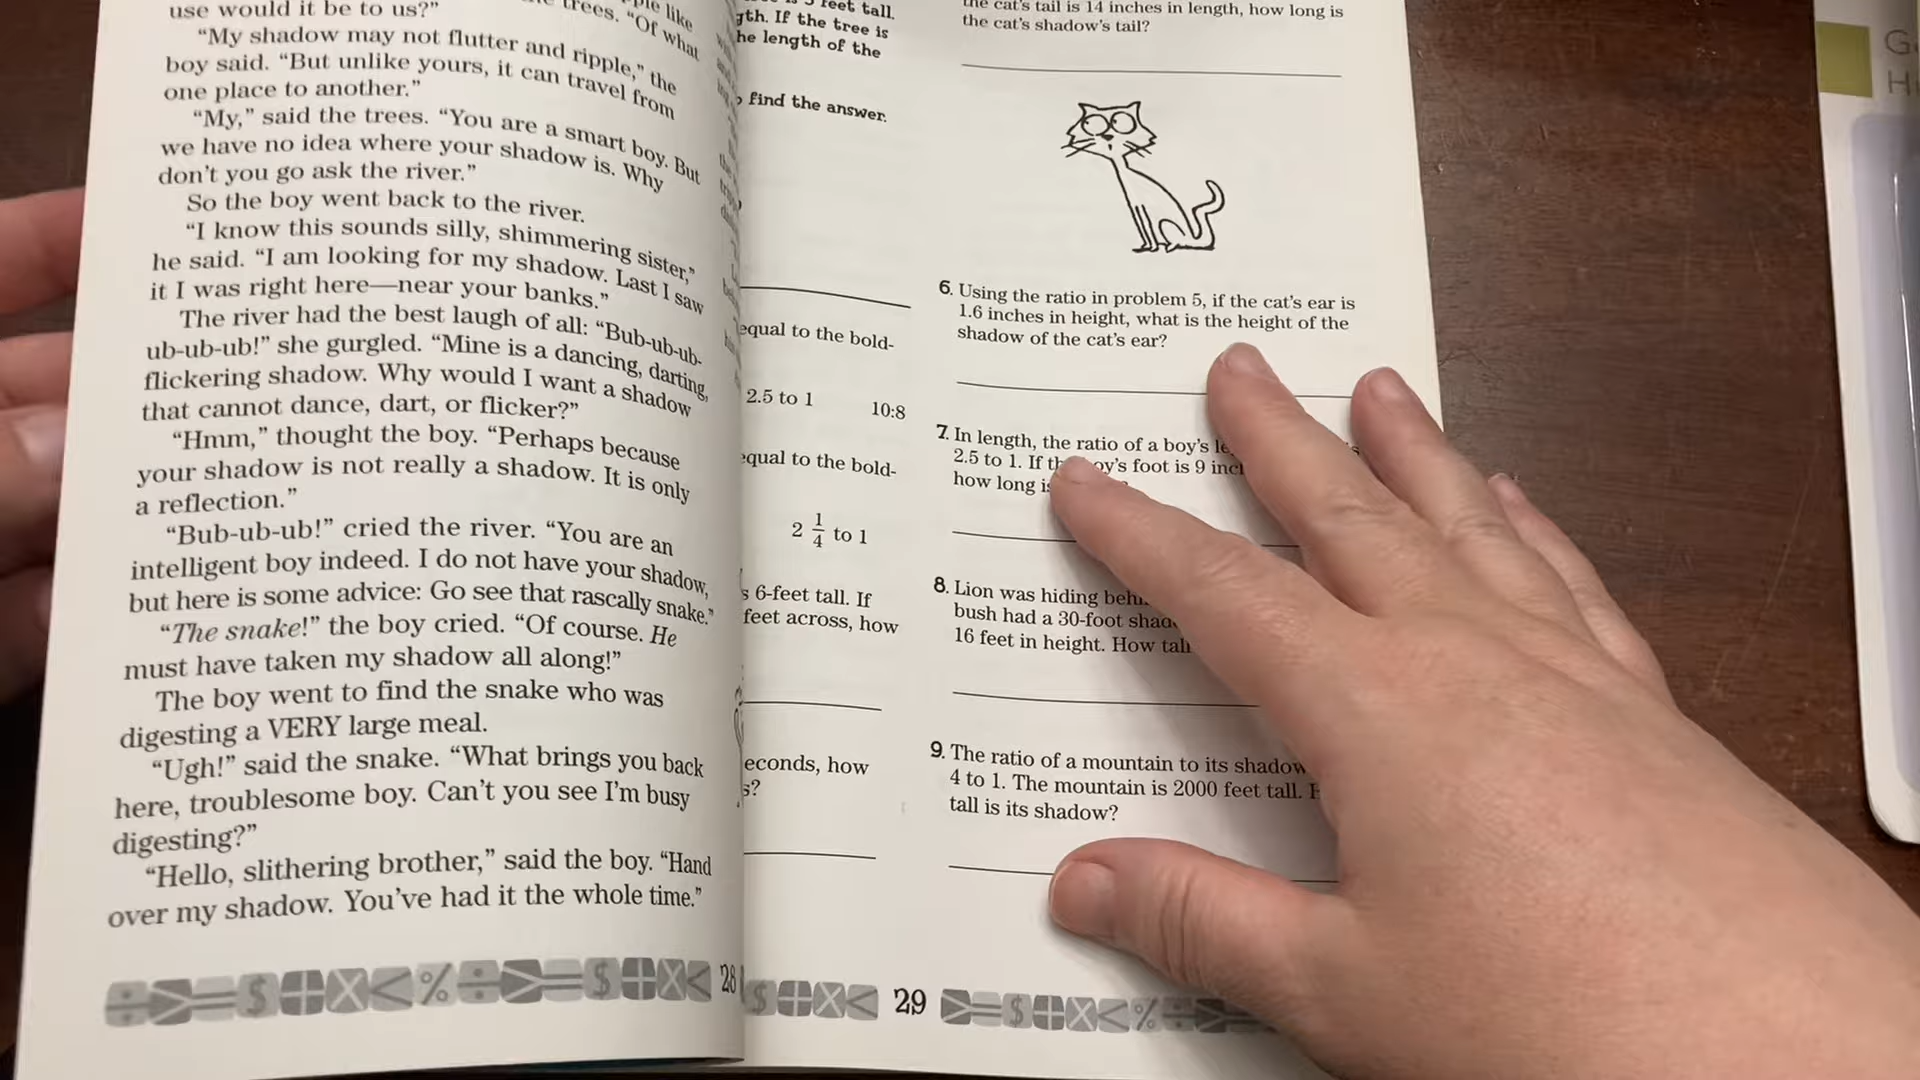 use would it be to us?"
trees. "Of what
"My shadow may not flutter and ripple," the
boy said. "But unlike yours, it can travel from
one place to another."
"My," said the trees. "You are a smart boy. But
we have no idea where your shadow is. Why
don't you go ask the river."
So the boy went back to the river.
"I know this sounds silly, shimmering sister,"
he said. "I am looking for my shadow. Last I saw
it I was right here—near your banks."
The river had the best laugh of all: "Bub-ub-ub-
ub-ub-ub!" she gurgled. "Mine is a dancing, darting,
flickering shadow. Why would I want a shadow
that cannot dance, dart, or flicker?"
"Hmm," thought the boy. "Perhaps because
your shadow is not really a shadow. It is only
a reflection."
"Bub-ub-ub!" cried the river. "You are an
intelligent boy indeed. I do not have your shadow,
but here is some advice: Go see that rascally snake."
"The snake!" the boy cried. "Of course. He
must have taken my shadow all along!"
The boy went to find the snake who was
digesting a VERY large meal.
"Ugh!" said the snake. "What brings you back
here, troublesome boy. Can't you see I'm busy
digesting?"
"Hello, slithering brother," said the boy. "Hand
over my shadow. You've had it the whole time."
28
feet tall.
If the tree is
he length of the
find the answer.
equal to the bold-
2.5 to 1 10:8
equal to the bold-
2 1/4 to 1
6-feet tall. If
feet across, how
econds, how
the cat's tail is 14 inches in length, how long is
the cat's shadow's tail?
6. Using the ratio in problem 5, if the cat's ear is
1.6 inches in height, what is the height of the
shadow of the cat's ear?
7. In length, the ratio of a boy's
2.5 to 1. If boy's foot is 9
how long
8. Lion was hiding
bush had a 30-foot
16 feet in height. How
9. The ratio of a mountain to its shadow
4 to 1. The mountain is 2000 feet tall.
tall is its shadow?
29